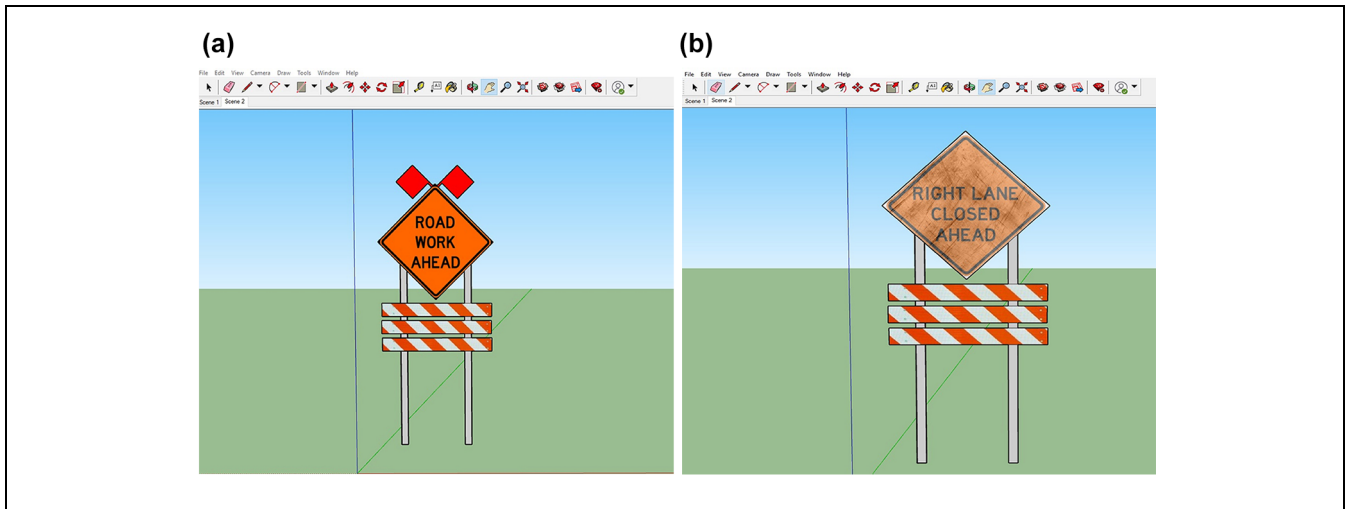 (a)
(b)
File Edit View Camera Draw Tools Window Help
Scene 1 Scene 2
ROAD
WORK
AHEAD
File Edit View Camera Draw Tools Window Help
A1
Scene 1 Scene 2
RIGHT LANE
CLOSED
AHEAD